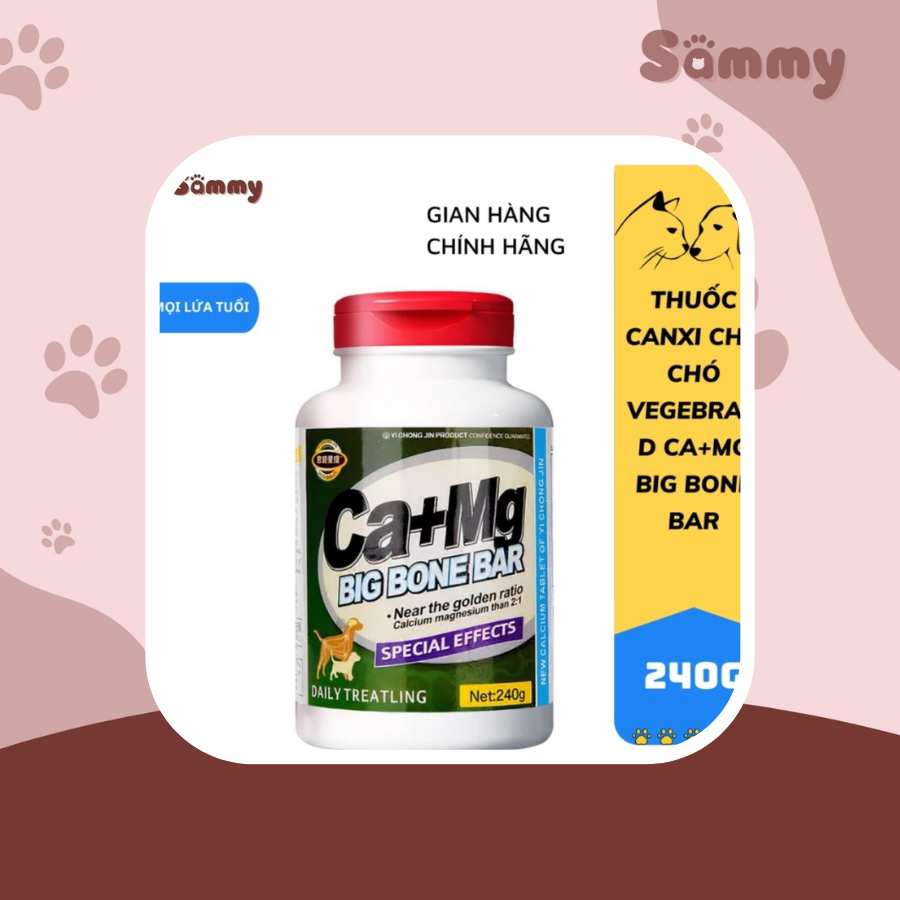 Sammy
Sammy
GIAN HÀNG
CHÍNH HÃNG
MỌI LỨA TUỔI
THUỐC
CANXI CH
CHÓ
VEGEBRA
D CA+MG
BIG BONE
BAR
240G
YI CHONG JIN PRODUCT CONFIDENCE GUARANTEE
Ca+Mg
BIG BONE BAR
• Near the golden ratio
Calcium magnesium than 2:1
SPECIAL EFFECTS
DAILY TREATLING
Net:240g
NEW CALCIUM TABLET OF YI CHONG JIN